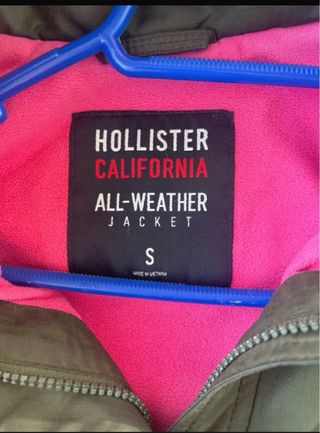 HOLLISTER
CALIFORNIA
ALL-WEATHER
JACKET
S
MADE IN VIETNAM